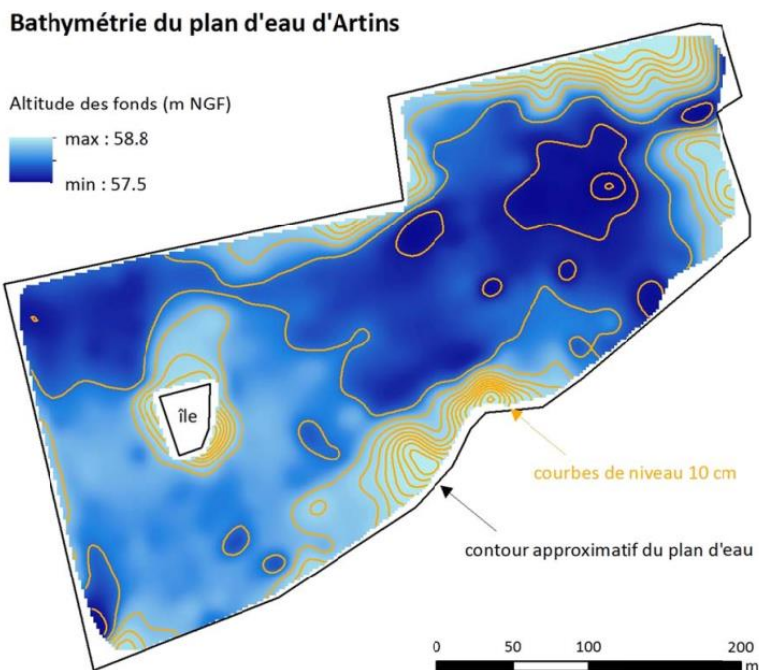 Bathymétrie du plan d'eau d'Artins
Altitude des fonds (m NGF)
max : 58.8
min : 57.5
île
courbes de niveau 10 cm
contour approximatif du plan d'eau
0 50 100 200
m